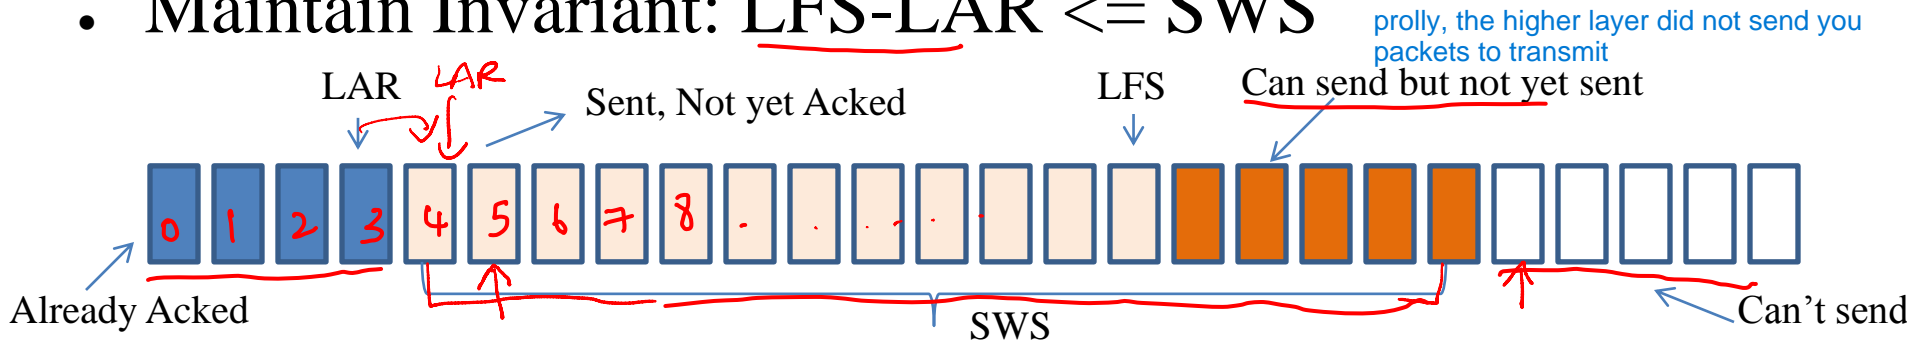 • Maintain Invariant: LFS-LAR <= SWS
prolly, the higher layer did not send you
packets to transmit
LAR
LAR
Sent, Not yet Acked
LFS
Can send but not yet sent
0 1 2 3 4 5 6 7 8 . . . . . .
Already Acked
SWS
Can't send